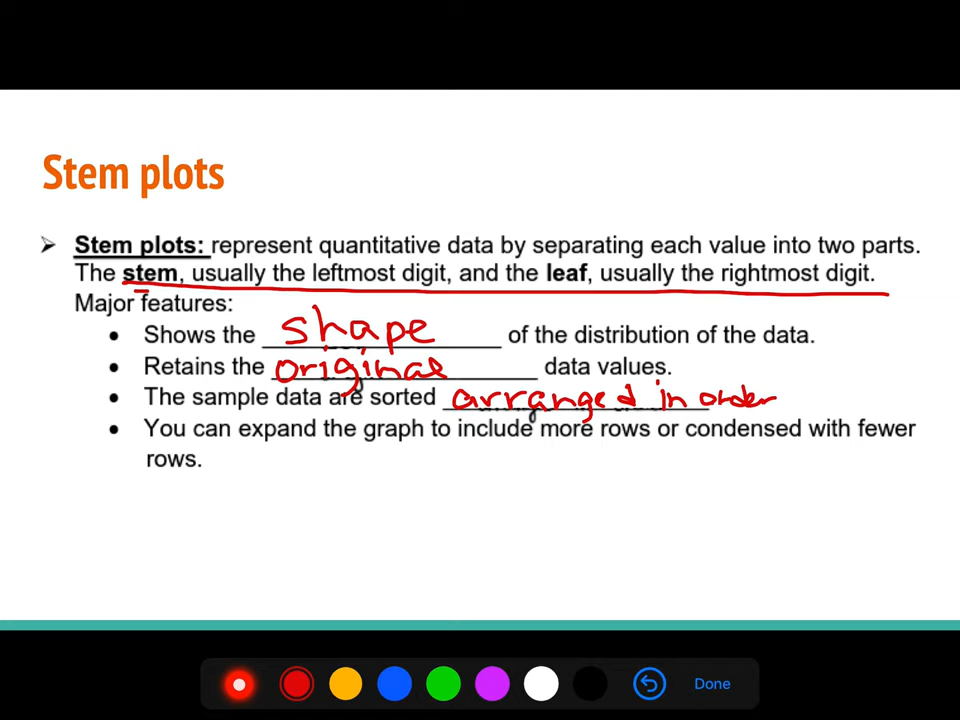 Stem plots
➢ Stem plots: represent quantitative data by separating each value into two parts.
The stem, usually the leftmost digit, and the leaf, usually the rightmost digit.
Major features:
• Shows the shape of the distribution of the data.
• Retains the original data values.
• The sample data are sorted arranged in order
• You can expand the graph to include more rows or condensed with fewer
rows.
Done